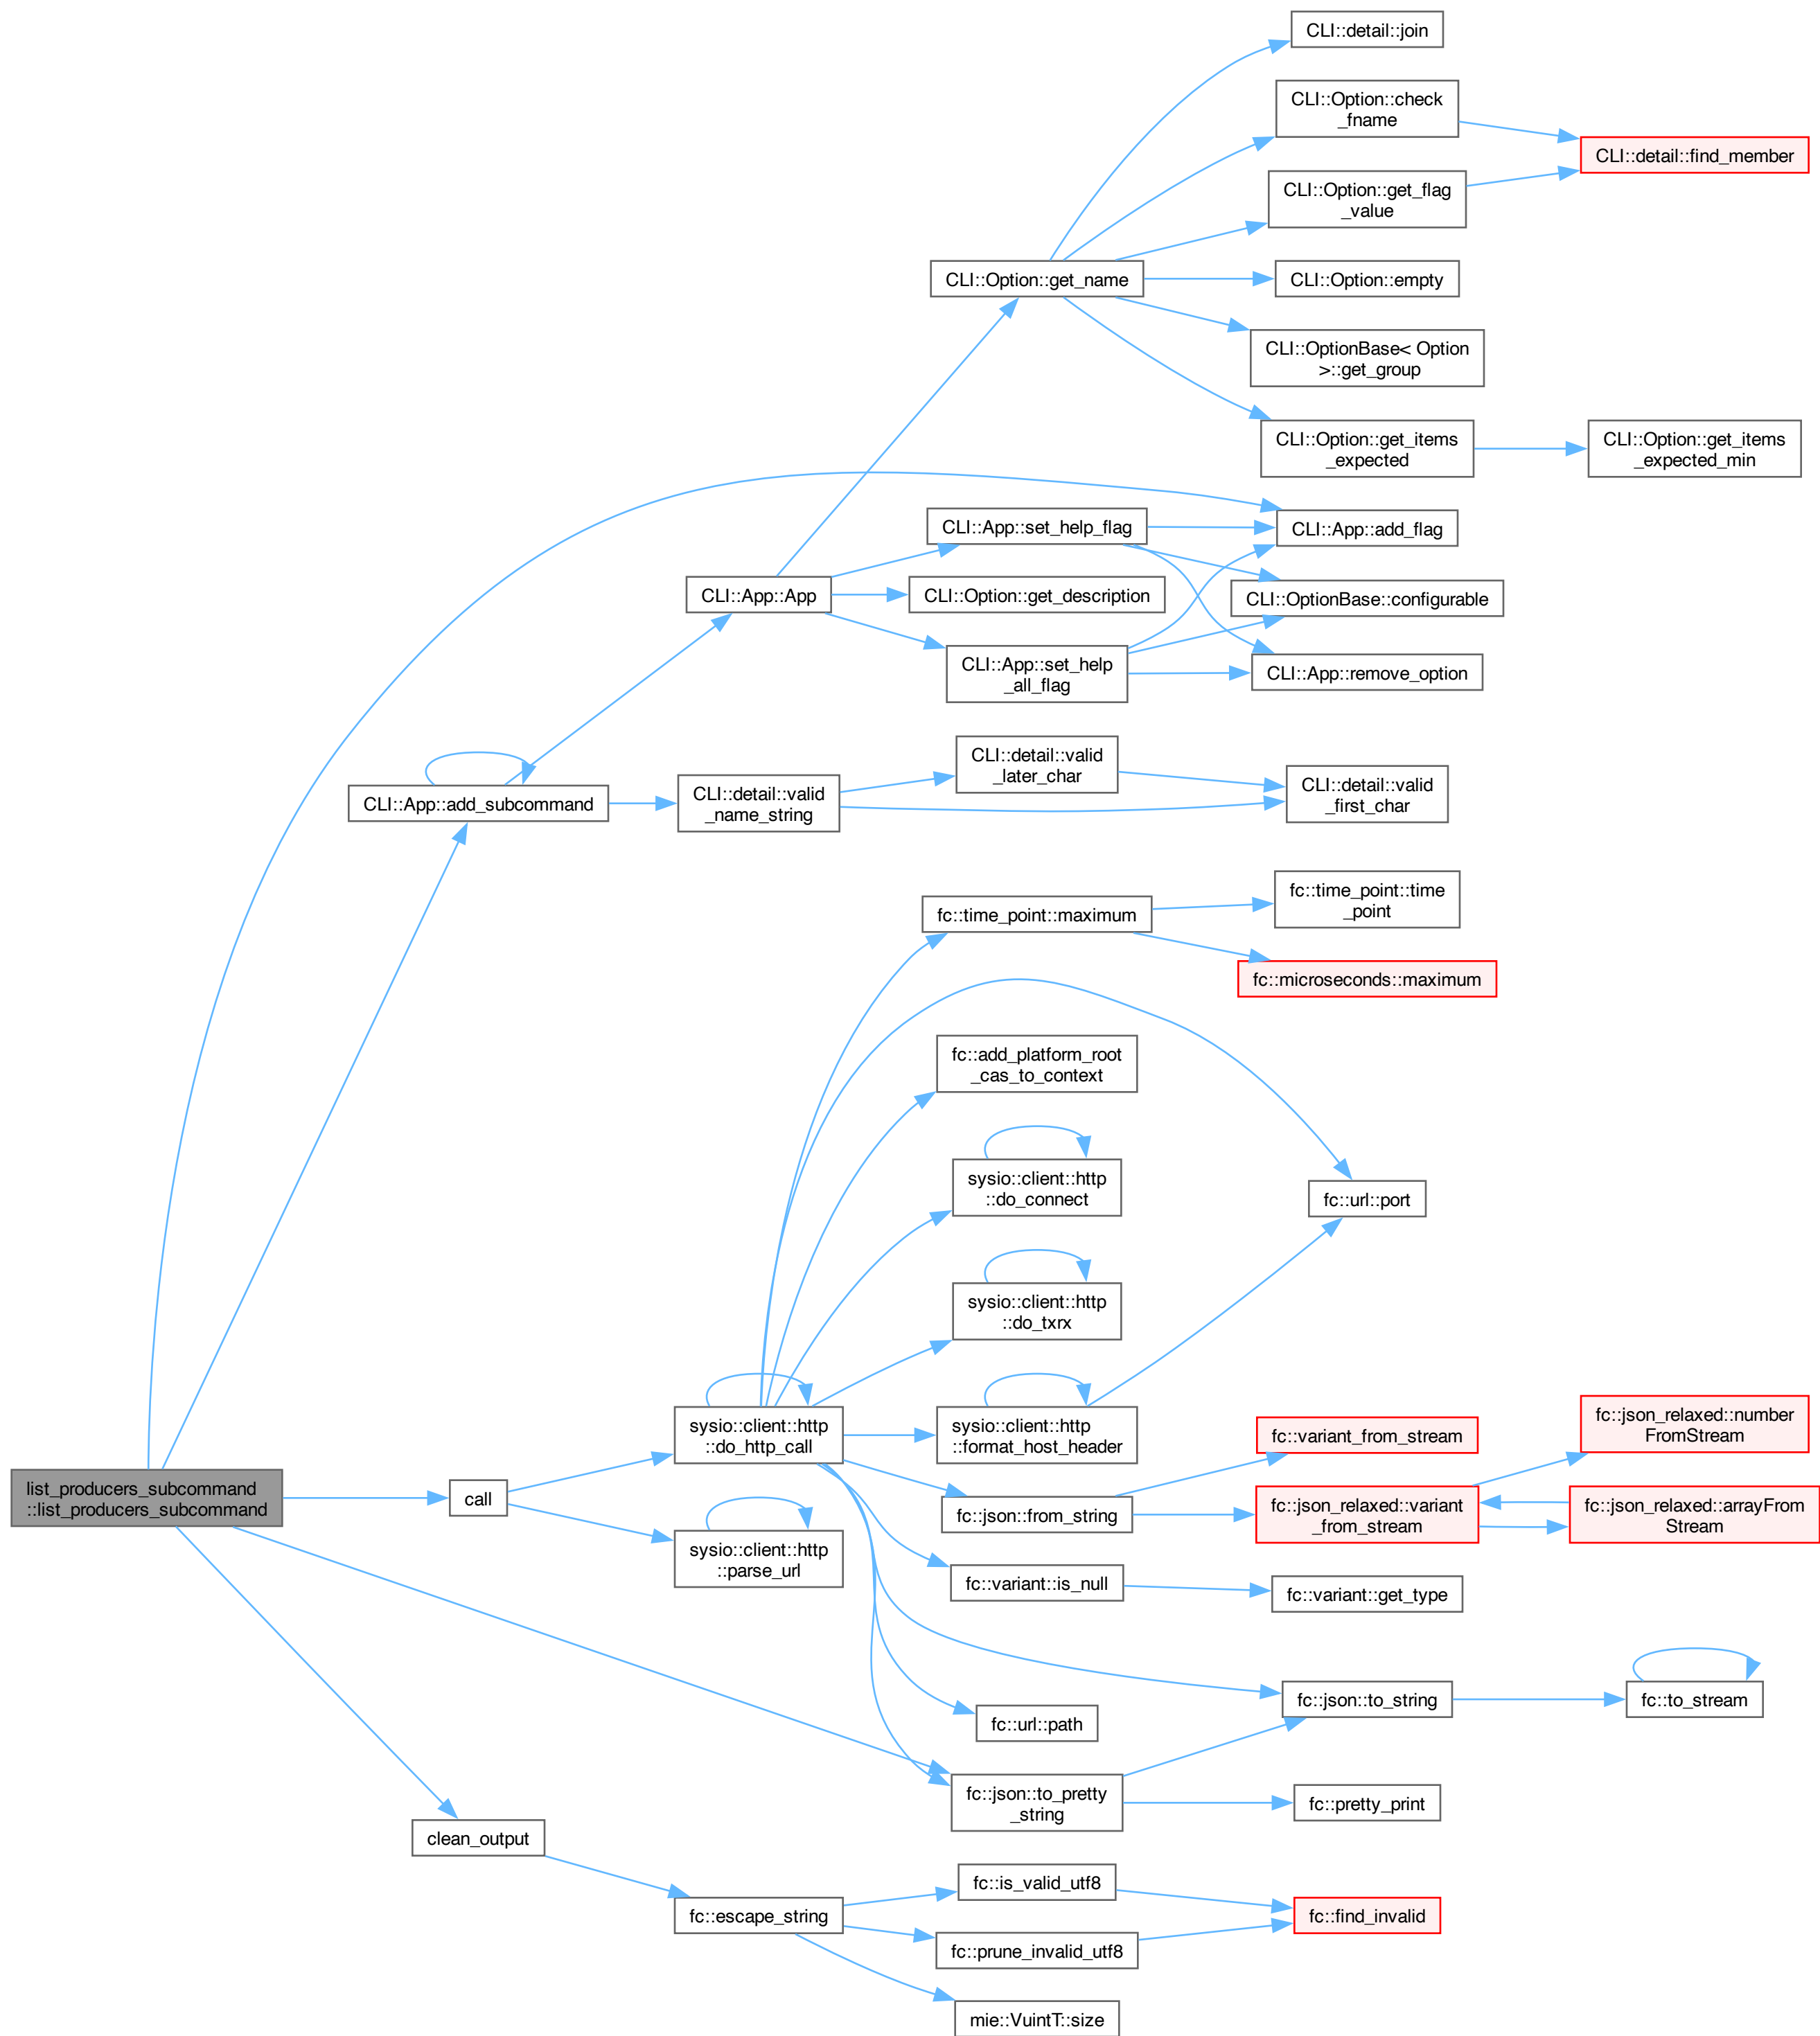 CLI::detail::join
CLI::Option::check
_fname
CLI::detail::find_member
CLI::Option::get_flag
_value
CLI::Option::get_name
CLI::Option::empty
CLI::OptionBase< Option
>::get_group
CLI::Option::get_items
_expected
CLI::Option::get_items
_expected_min
CLI::App::set_help_flag
CLI::App::add_flag
CLI::App::App
CLI::Option::get_description
CLI::OptionBase::configurable
CLI::App::set_help
_all_flag
CLI::App::remove_option
CLI::App::add_subcommand
CLI::detail::valid
_name_string
CLI::detail::valid
_later_char
CLI::detail::valid
_first_char
fc::time_point::maximum
fc::time_point::time
_point
fc::microseconds::maximum
fc::add_platform_root
_cas_to_context
sysio::client::http
::do_connect
fc::url::port
sysio::client::http
::do_txrx
sysio::client::http
::do_http_call
sysio::client::http
::format_host_header
fc::variant_from_stream
fc::json_relaxed::number
FromStream
list_producers_subcommand
::list_producers_subcommand
call
fc::json::from_string
fc::json_relaxed::variant
_from_stream
fc::json_relaxed::arrayFrom
Stream
sysio::client::http
::parse_url
fc::variant::is_null
fc::variant::get_type
fc::json::to_string
fc::to_stream
fc::url::path
fc::json::to_pretty
_string
fc::pretty_print
clean_output
fc::escape_string
fc::is_valid_utf8
fc::find_invalid
fc::prune_invalid_utf8
mie::VuintT::size